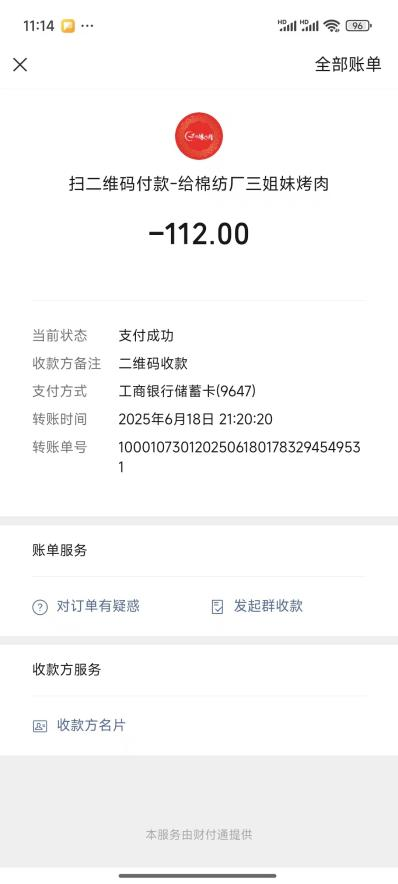 11:14 ··· HD HD 96
全部账单
扫二维码付款-给棉纺厂三姐妹烤肉
-112.00
当前状态 支付成功
收款方备注 二维码收款
支付方式 工商银行储蓄卡(9647)
转账时间 2025年6月18日 21:20:20
转账单号 1000107301202506180178329454953
1
账单服务
对订单有疑惑 发起群收款
收款方服务
收款方名片
本服务由财付通提供